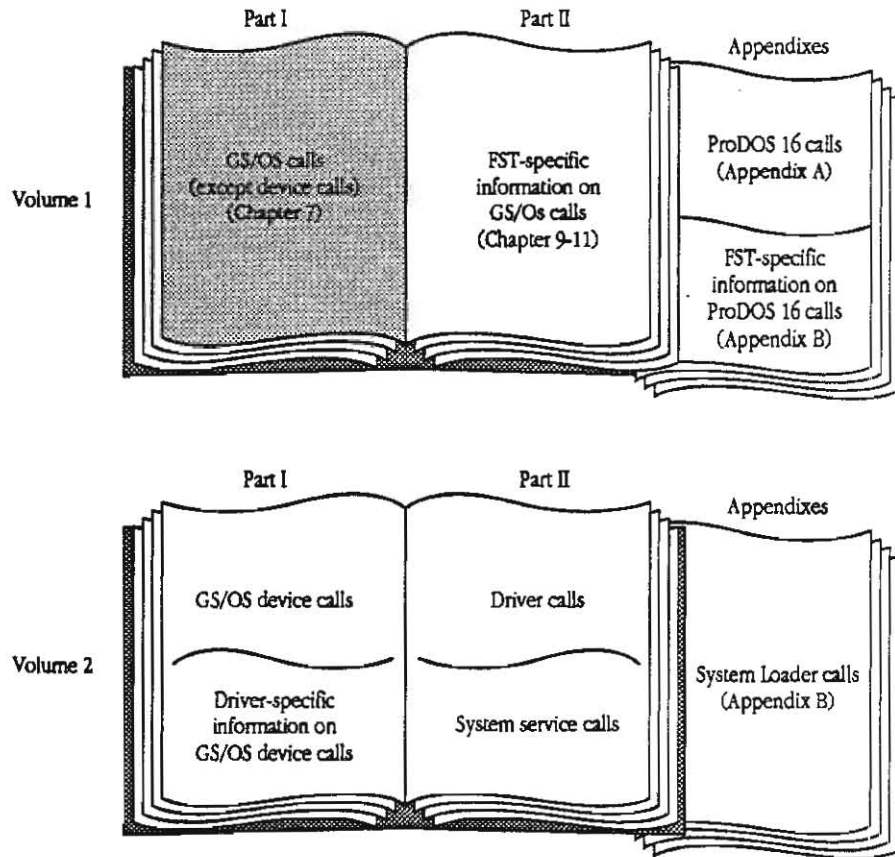 Part I
Part II
Appendixes
Volume 1
GS/OS calls
(except device calls)
(Chapter 7)
FST-specific
information on
GS/Os calls
(Chapter 9-11)
ProDOS 16 calls
(Appendix A)
FST-specific
information on
ProDOS 16 calls
(Appendix B)
Part I
Part II
Appendixes
Volume 2
GS/OS device calls
Driver-specific
information on
GS/OS device calls
Driver calls
System service calls
System Loader calls
(Appendix B)